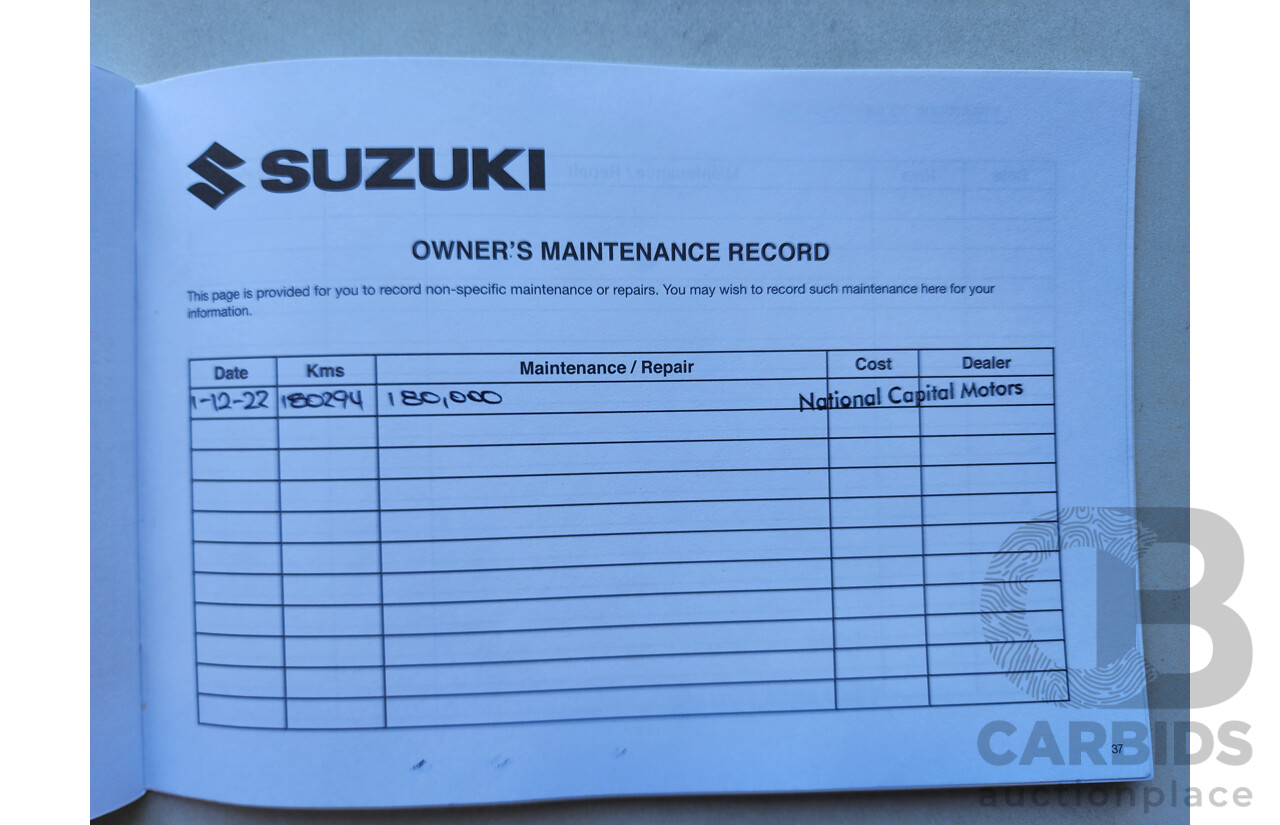 SUZUKI
OWNER'S MAINTENANCE RECORD
This page is provided for you to record non-specific maintenance or repairs. You may wish to record such maintenance here for your
information.
Date Kms Maintenance / Repair Cost Dealer
1-12-22 180294 180,000 National Capital Motors
37
CARBIDS
auctionplace